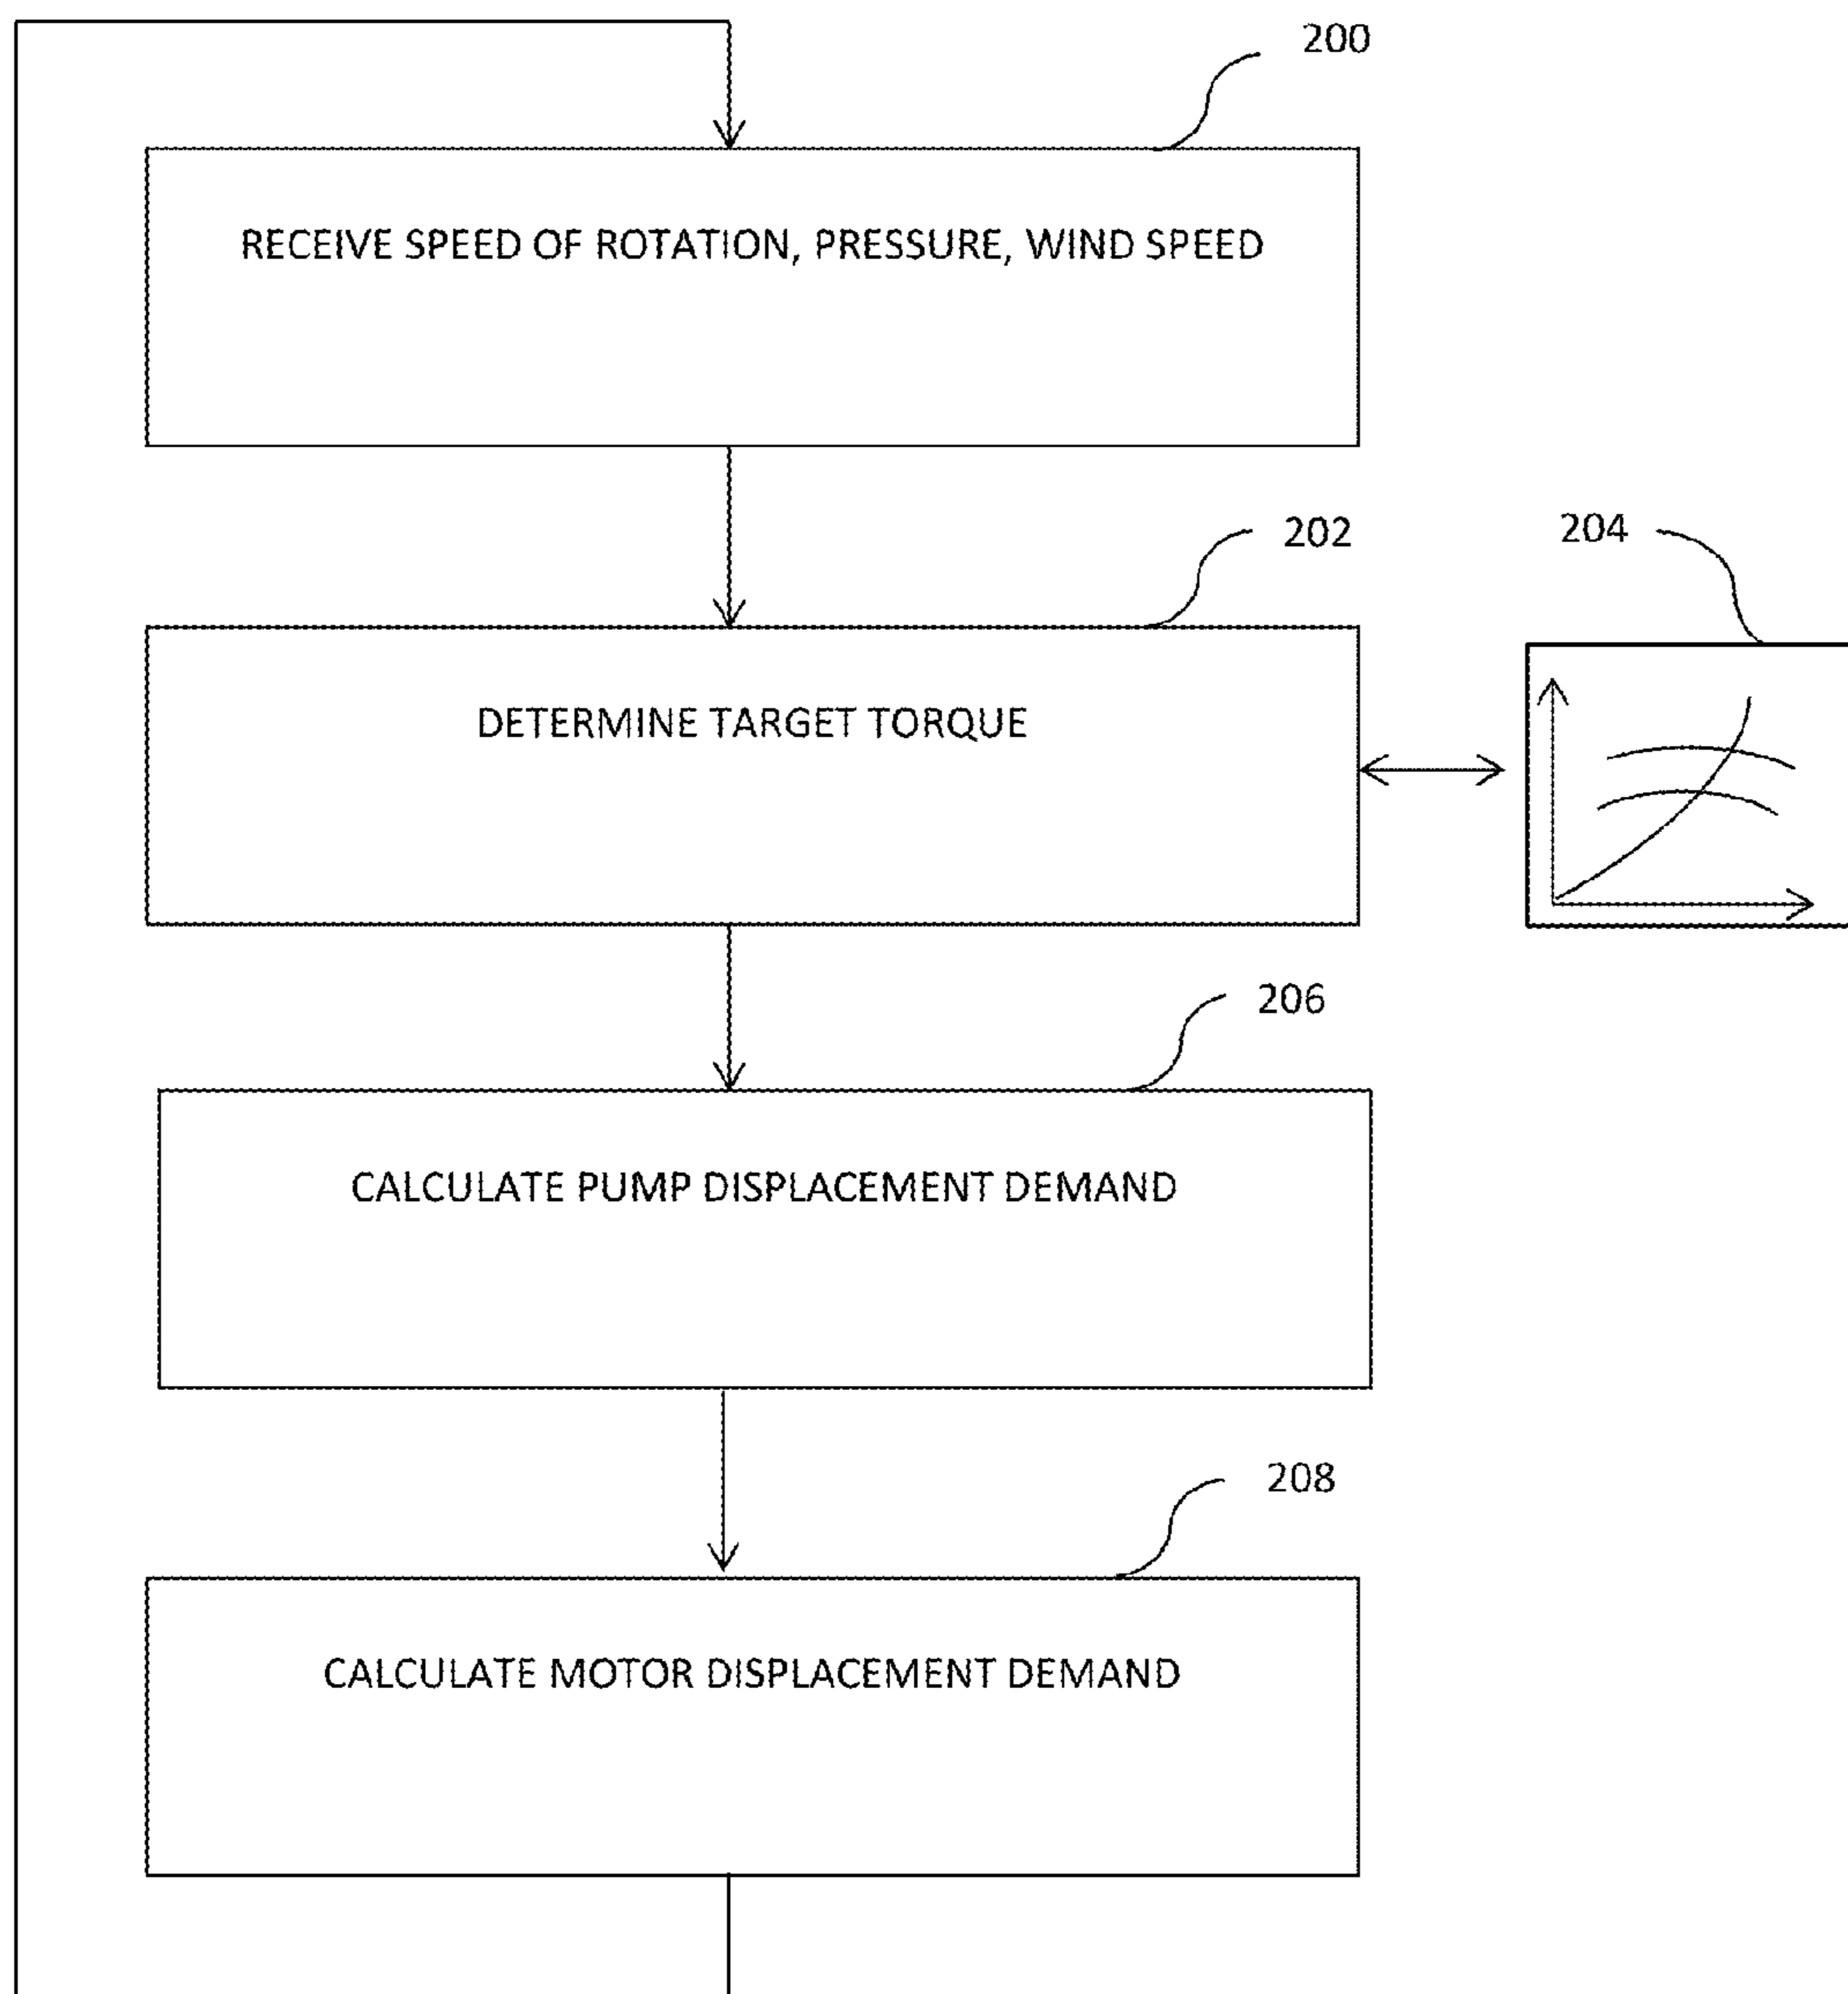 200
RECEIVE SPEED OF ROTATION, PRESSURE, WIND SPEED
202
204
DETERMINE TARGET TORQUE
206
CALCULATE PUMP DISPLACEMENT DEMAND
208
CALCULATE MOTOR DISPLACEMENT DEMAND